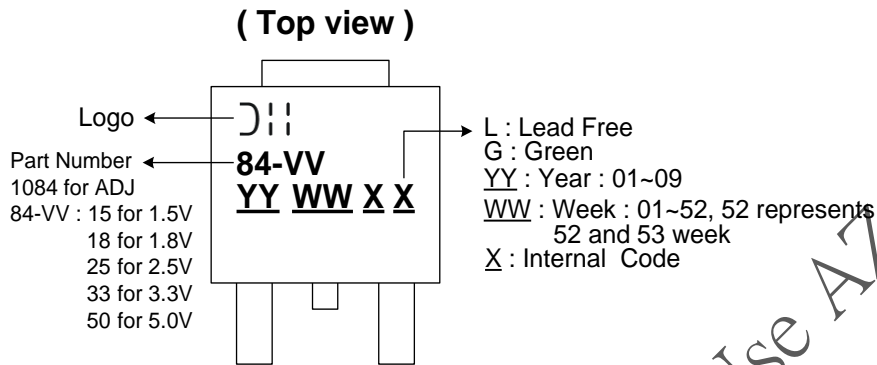 ( Top view )
Logo
Part Number
1084 for ADJ
84-VV : 15 for 1.5V
18 for 1.8V
25 for 2.5V
33 for 3.3V
50 for 5.0V
84-VV
YY WW X X
L : Lead Free
G : Green
YY : Year : 01~09
WW : Week : 01~52, 52 represents
52 and 53 week
X : Internal Code
Use AZ